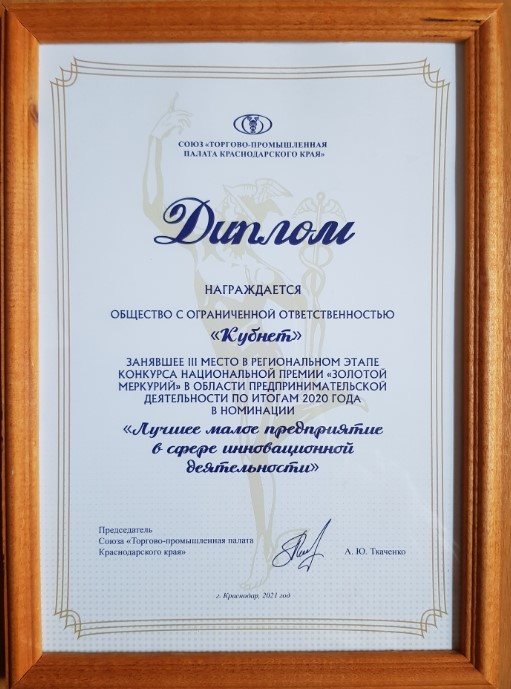 СОЮЗ «ТОРГОВО-ПРОМЫШЛЕННАЯ
ПАЛАТА КРАСНОДАРСКОГО КРАЯ»
Диплом
НАГРАЖДАЕТСЯ
ОБЩЕСТВО С ОГРАНИЧЕННОЙ ОТВЕТСТВЕННОСТЬЮ
«Кубнет»
ЗАНЯВШЕЕ III МЕСТО В РЕГИОНАЛЬНОМ ЭТАПЕ
КОНКУРСА НАЦИОНАЛЬНОЙ ПРЕМИИ «ЗОЛОТОЙ
МЕРКУРИЙ» В ОБЛАСТИ ПРЕДПРИНИМАТЕЛЬСКОЙ
ДЕЯТЕЛЬНОСТИ ПО ИТОГАМ 2020 ГОДА
В НОМИНАЦИИ
«Лучшее малое предприятие
в сфере инновационной
деятельности»
Председатель
Союза «Торгово-промышленная палата
Краснодарского края»
А. Ю. Ткаченко
г. Краснодар, 2021 год